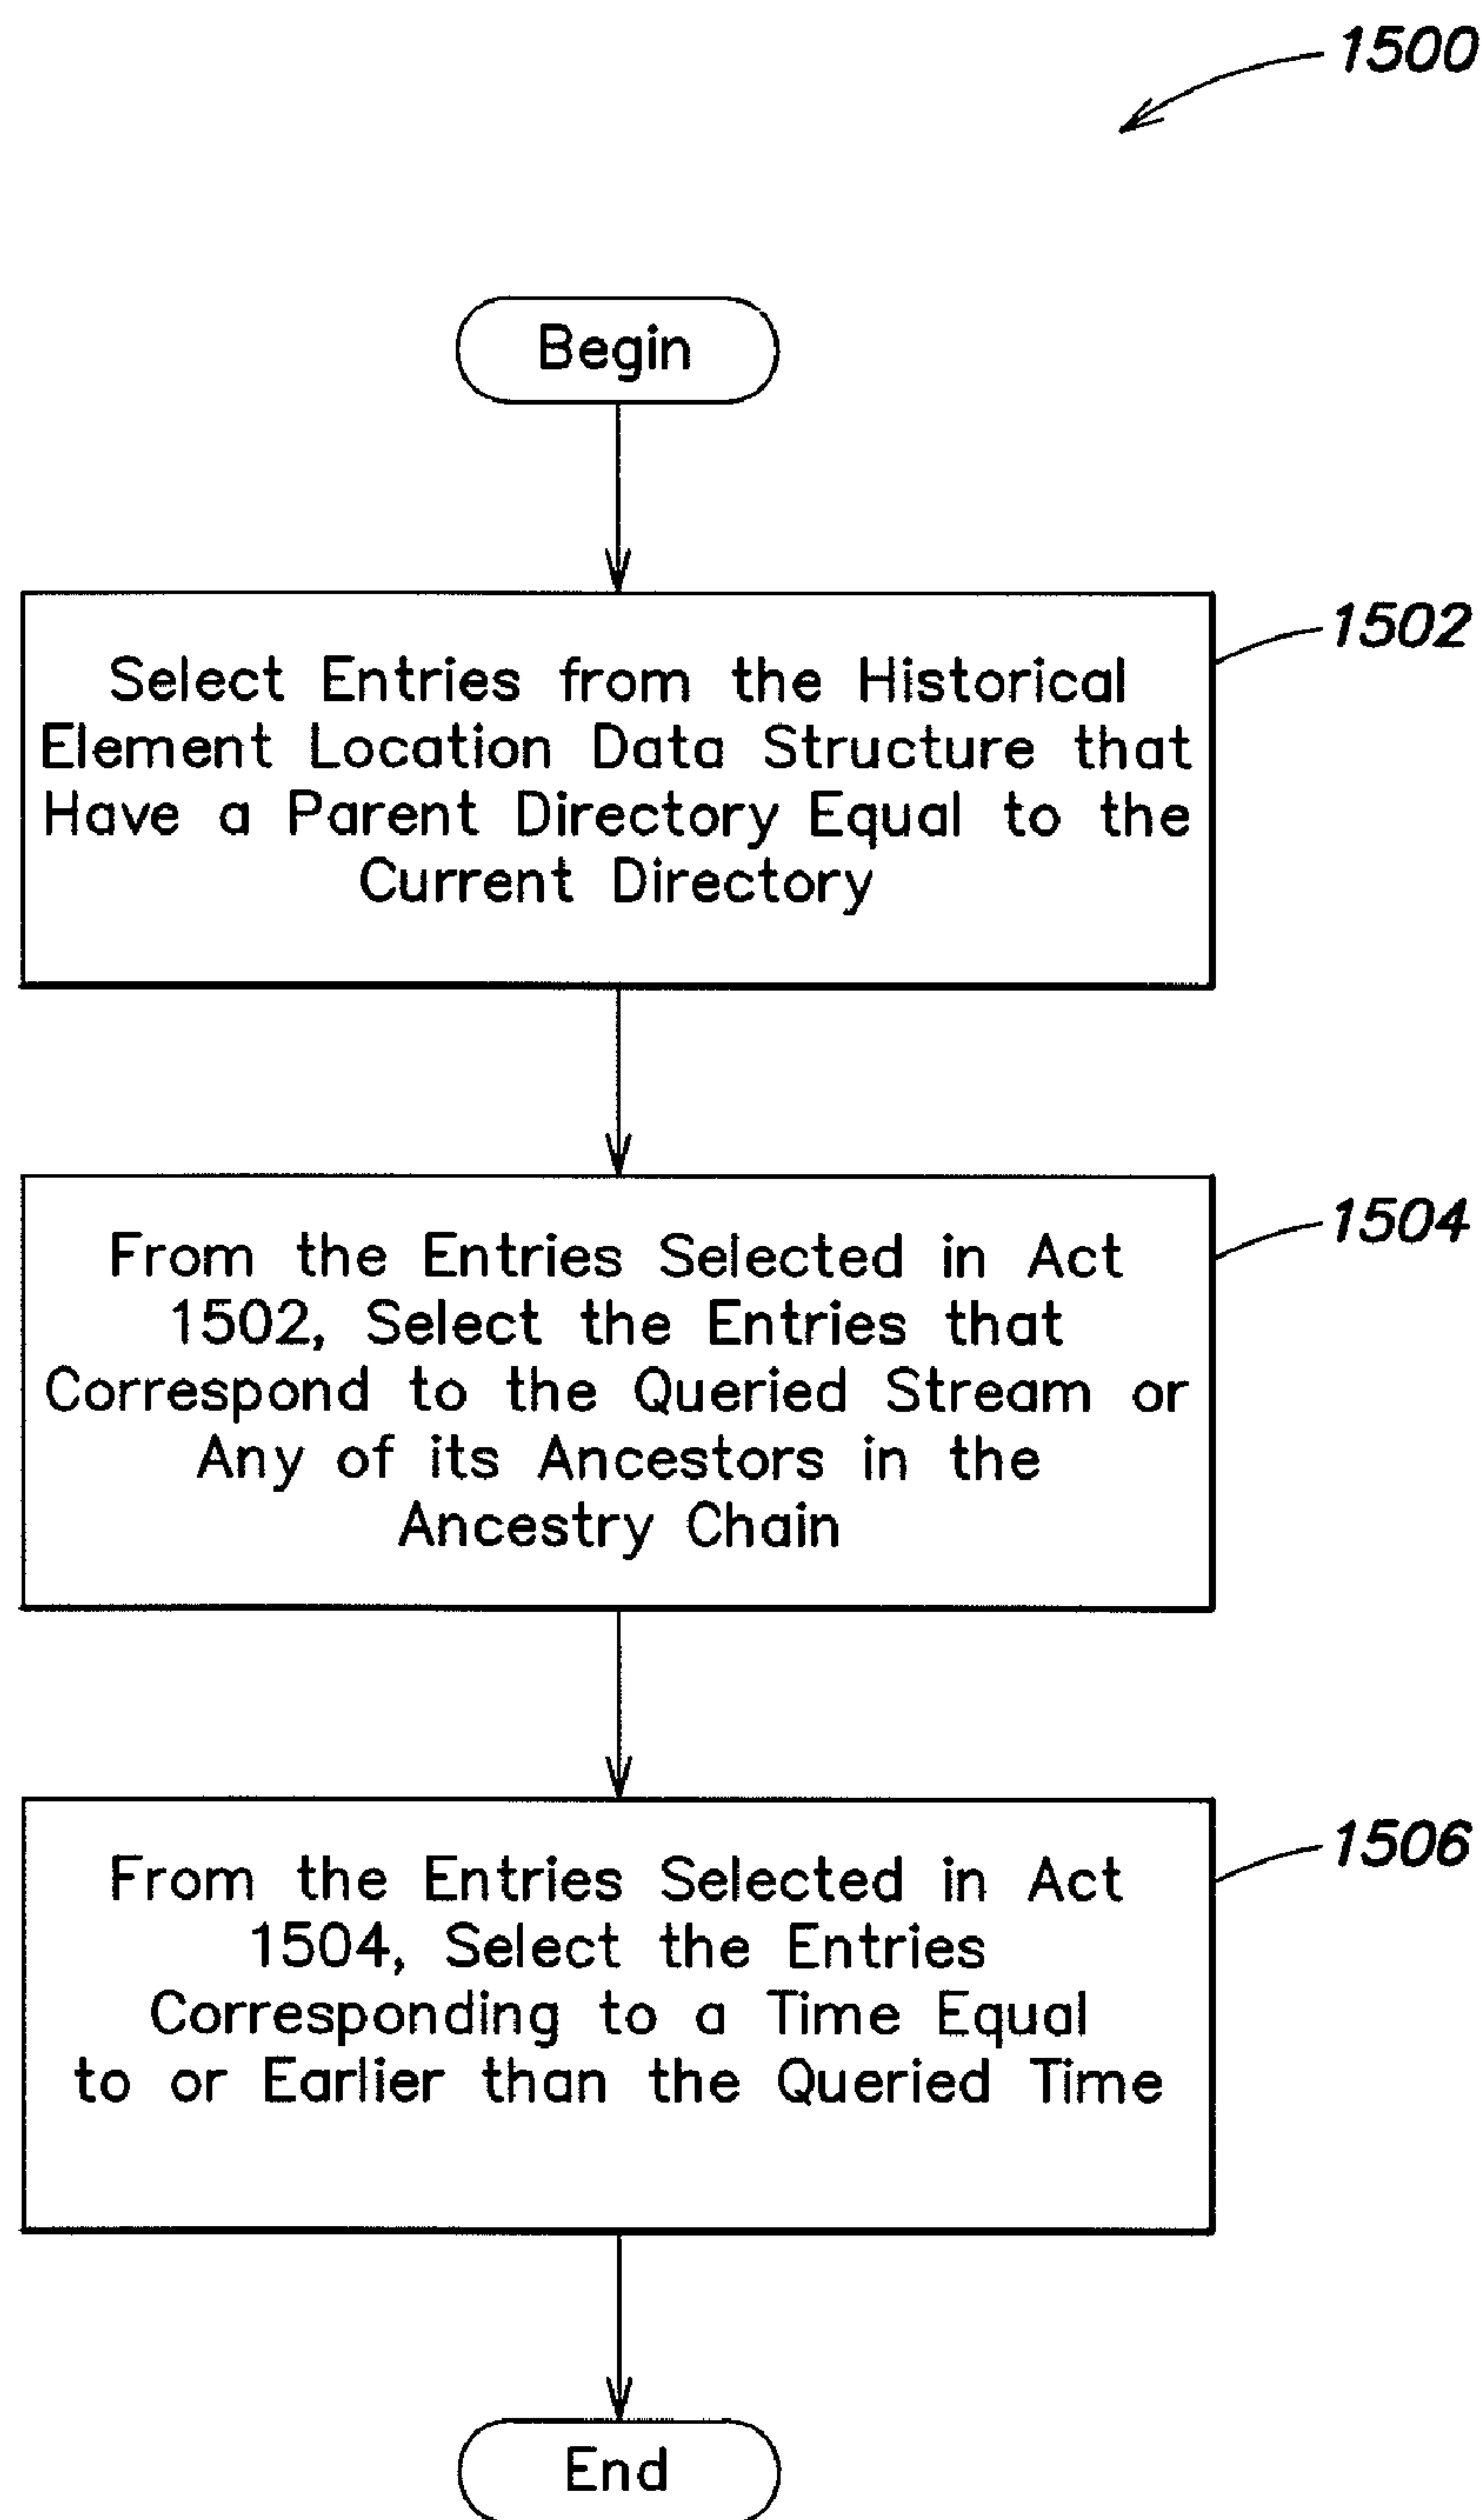 1500
Begin
1502
Select Entries from the Historical
Element Location Data Structure that
Have a Parent Directory Equal to the
Current Directory
1504
From the Entries Selected in Act
1502, Select the Entries that
Correspond to the Queried Stream or
Any of its Ancestors in the
Ancestry Chain
1506
From the Entries Selected in Act
1504, Select the Entries
Corresponding to a Time Equal
to or Earlier than the Queried Time
End